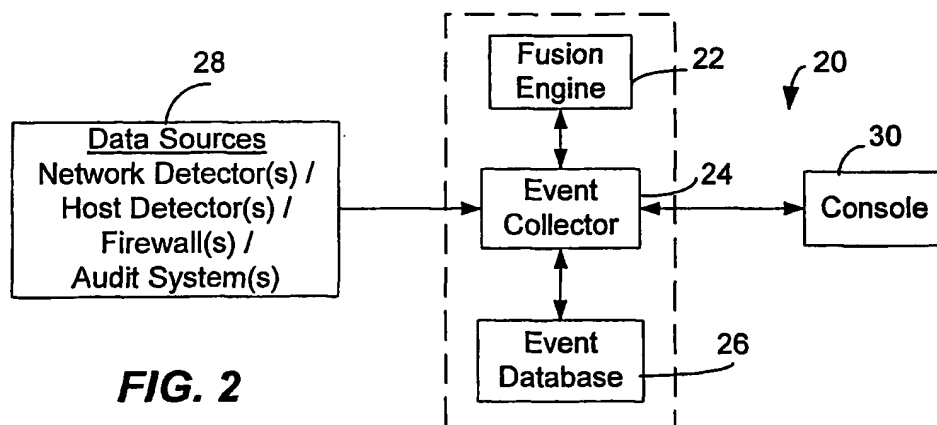 28
Data Sources
Network Detector(s) /
Host Detector(s) /
Firewall(s) /
Audit System(s)
Fusion
Engine
22
20
Event
Collector
24
30
Console
Event
Database
26
FIG. 2